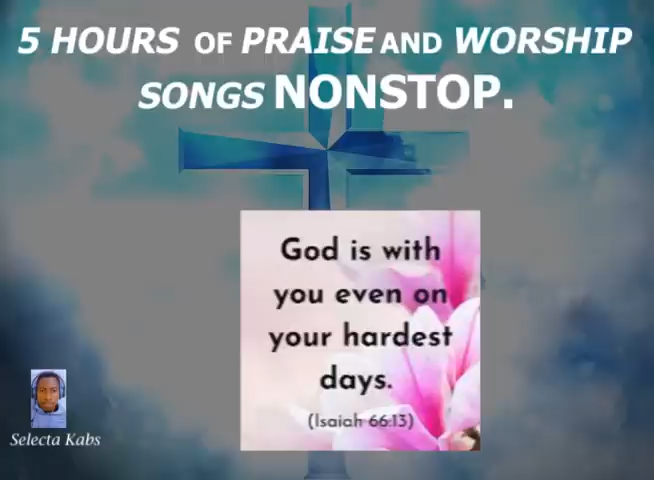 5 HOURS OF PRAISE AND WORSHIP
SONGS NONSTOP.
God is with
you even on
your hardest
days.
(Isaiah 66:13)
Selecta Kabs